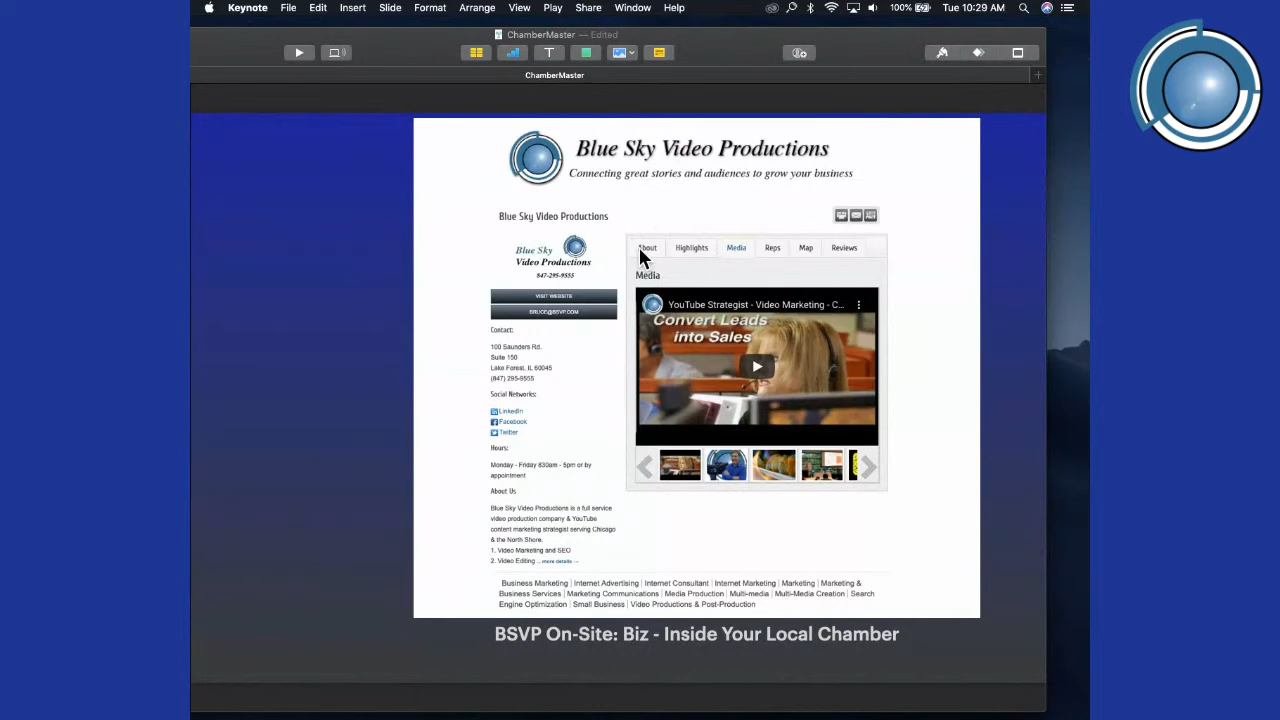 Keynote File Edit Insert Slide Format Arrange View Play Share Window Help 100% Tue 10:29 AM
ChamberMaster — Edited
ChamberMaster
Blue Sky Video Productions
Connecting great stories and audiences to grow your business
Blue Sky Video Productions
Blue Sky
Video Productions
847-295-9555
VISIT WEBSITE
BRUCE@BSVP.COM
Contact:
100 Saunders Rd.
Suite 150
Lake Forest, IL 60045
(847) 295-9555
Social Networks:
LinkedIn
Facebook
Twitter
Hours:
Monday - Friday 830am - 5pm or by
appointment
About Us
Blue Sky Video Productions is a full service
video production company & YouTube
content marketing strategist serving Chicago
& the North Shore.
1. Video Marketing and SEO
2. Video Editing ...more details →
About Highlights Media Reps Map Reviews
Media
YouTube Strategist - Video Marketing - C...
Convert Leads
into Sales
Business Marketing | Internet Advertising | Internet Consultant | Internet Marketing | Marketing | Marketing &
Business Services | Marketing Communications | Media Production | Multi-media | Multi-Media Creation | Search
Engine Optimization | Small Business | Video Productions & Post-Production
BSVP On-Site: Biz - Inside Your Local Chamber